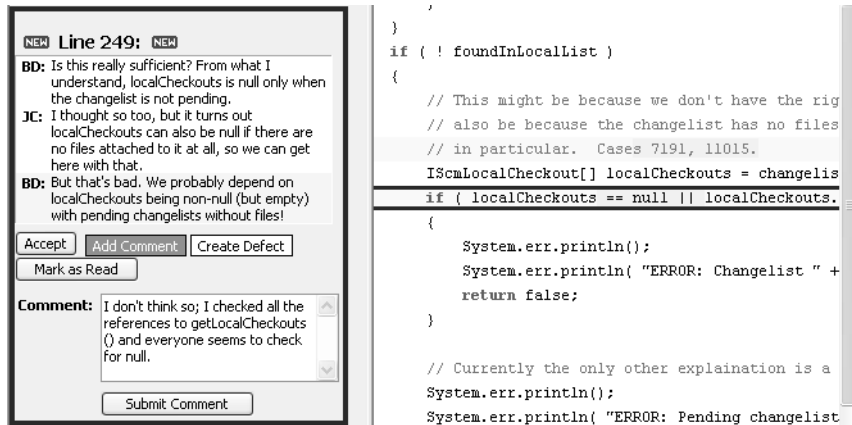 NEW Line 249: NEW
BD: Is this really sufficient? From what I
understand, localCheckouts is null only when
the changelist is not pending.
JC: I thought so too, but it turns out
localCheckouts can also be null if there are
no files attached to it at all, so we can get
here with that.
BD: But that's bad. We probably depend on
localCheckouts being non-null (but empty)
with pending changelists without files!
Accept Add Comment Create Defect
Mark as Read
Comment: I don't think so; I checked all the
references to getLocalCheckouts
() and everyone seems to check
for null.
Submit Comment
}
if ( ! foundInLocalList )
{
// This might be because we don't have the rig
// also be because the changelist has no files
// in particular.  Cases 7191, 11015.
IScmLocalCheckout[] localCheckouts = changelis
if ( localCheckouts == null || localCheckouts.
{
System.err.println();
System.err.println( "ERROR: Changelist " +
return false;
}
// Currently the only other explaination is a
System.err.println();
System.err.println( "ERROR: Pending changelist